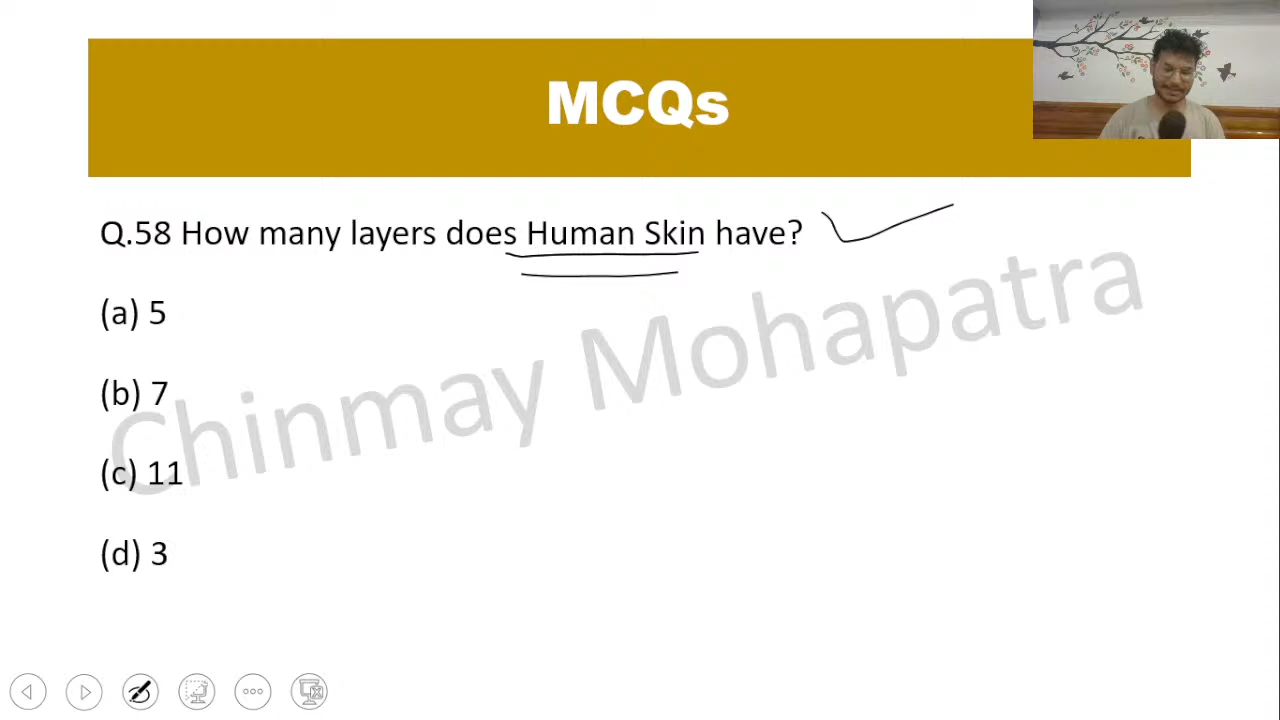 MCQs
Q.58 How many layers does Human Skin have?
(a) 5
(b) 7
(c) 11
(d) 3
Chinmay Mohapatra